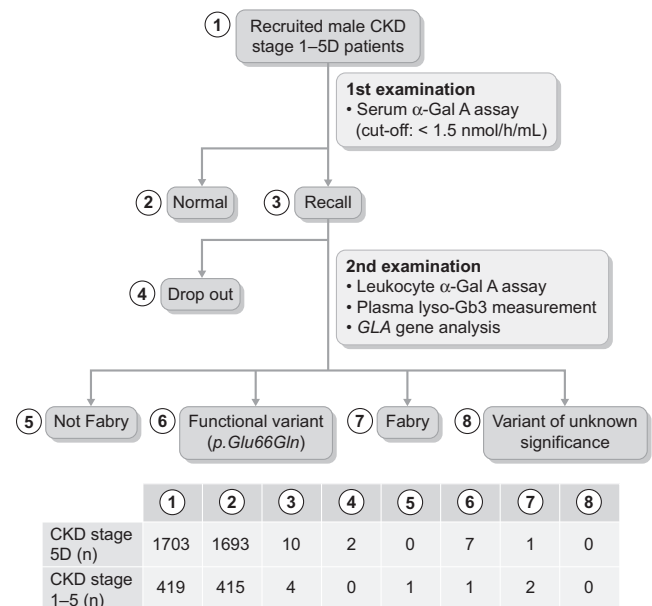 1
Recruited male CKD
stage 1–5D patients
1st examination
• Serum α-Gal A assay
(cut-off: < 1.5 nmol/h/mL)
2 Normal
3 Recall
4 Drop out
2nd examination
• Leukocyte α-Gal A assay
• Plasma lyso-Gb3 measurement
• GLA gene analysis
5 Not Fabry
6 Functional variant
(p.Glu66Gln)
7 Fabry
8 Variant of unknown
significance
1 2 3 4 5 6 7 8
CKD stage
5D (n) 1703 1693 10 2 0 7 1 0
CKD stage
1–5 (n) 419 415 4 0 1 1 2 0